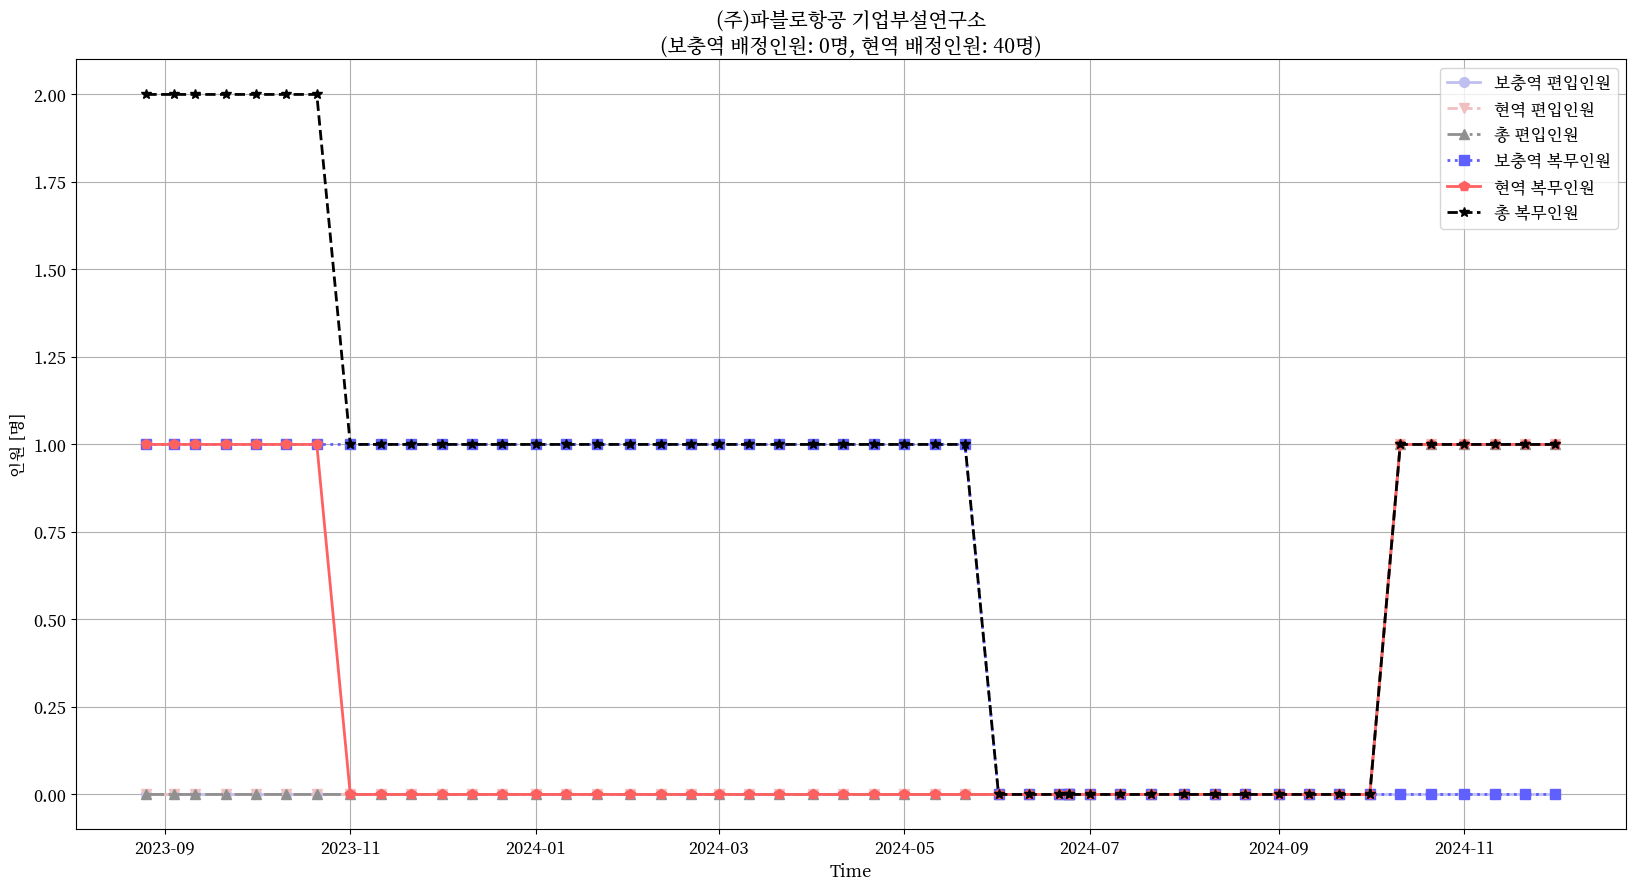 (주)파블로항공 기업부설연구소
(보충역 배정인원: 0명, 현역 배정인원: 40명)
보충역 편입인원
현역 편입인원
총 편입인원
보충역 복무인원
현역 복무인원
총 복무인원
2.00
1.75
1.50
1.25
1.00
0.75
0.50
0.25
0.00
인원 [명]
2023-09
2023-11
2024-01
2024-03
2024-05
2024-07
2024-09
2024-11
Time